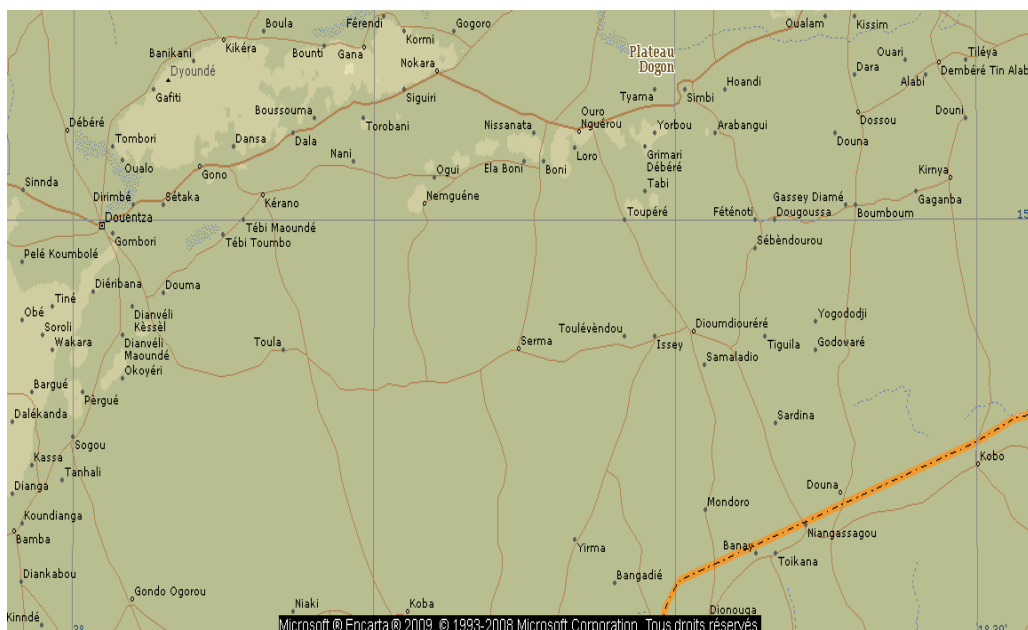 Boula
Férendi
Gogoro
Oualam
Kissim
Kikéra
Bounti
Gana
Kormi
Banikani
Plateau
Dogon
Ouari
Tiléya
Dyoundé
Nokara
Dara
Alabi
Dembéré Tin Alab
Gafiti
Siguiri
Tyama
Simbi
Hoandi
Boussouma
Ouro
Nguérou
Dossou
Douni
Débéré
Torobani
Nissanata
Yorbou
Arabangui
Tombori
Dansa
Dala
Douna
Oualo
Nani
Ela Boni
Boni
Loro
Grimari
Débéré
Gono
Ogui
Tabi
Kirnya
Sinnda
Dirimbé
Sétaka
Kérano
Nemguéne
Gassey Diamé
Gaganba
Douentza
Tébi Maoundé
Toupéré
Féténoti
Dougoussa
Boumboum
15
Gombori
Tébi Toumbo
Sébèndourou
Pelé Koumbolé
Diéribana
Douma
Tiné
Obé
Dianvéli
Kèssèl
Yogododji
Soroli
Toulévèndou
Dioumdiouréré
Wakara
Dianvéli
Maoundé
Toula
Serma
Issey
Tiguila
Godovaré
Okoyéri
Samaladio
Bargué
Pèrgué
Dalékanda
Sardina
Sogou
Kassa
Kobo
Tanhali
Dianga
Douna
Koundianga
Mondoro
Bamba
Niangassagou
Yirma
Banay
Toikana
Diankabou
Bangadié
Gondo Ogorou
Niaki
Koba
Dionouga
Kinndé
Microsoft ® Encarta ® 2009. © 1993-2008 Microsoft Corporation. Tous droits réservés.